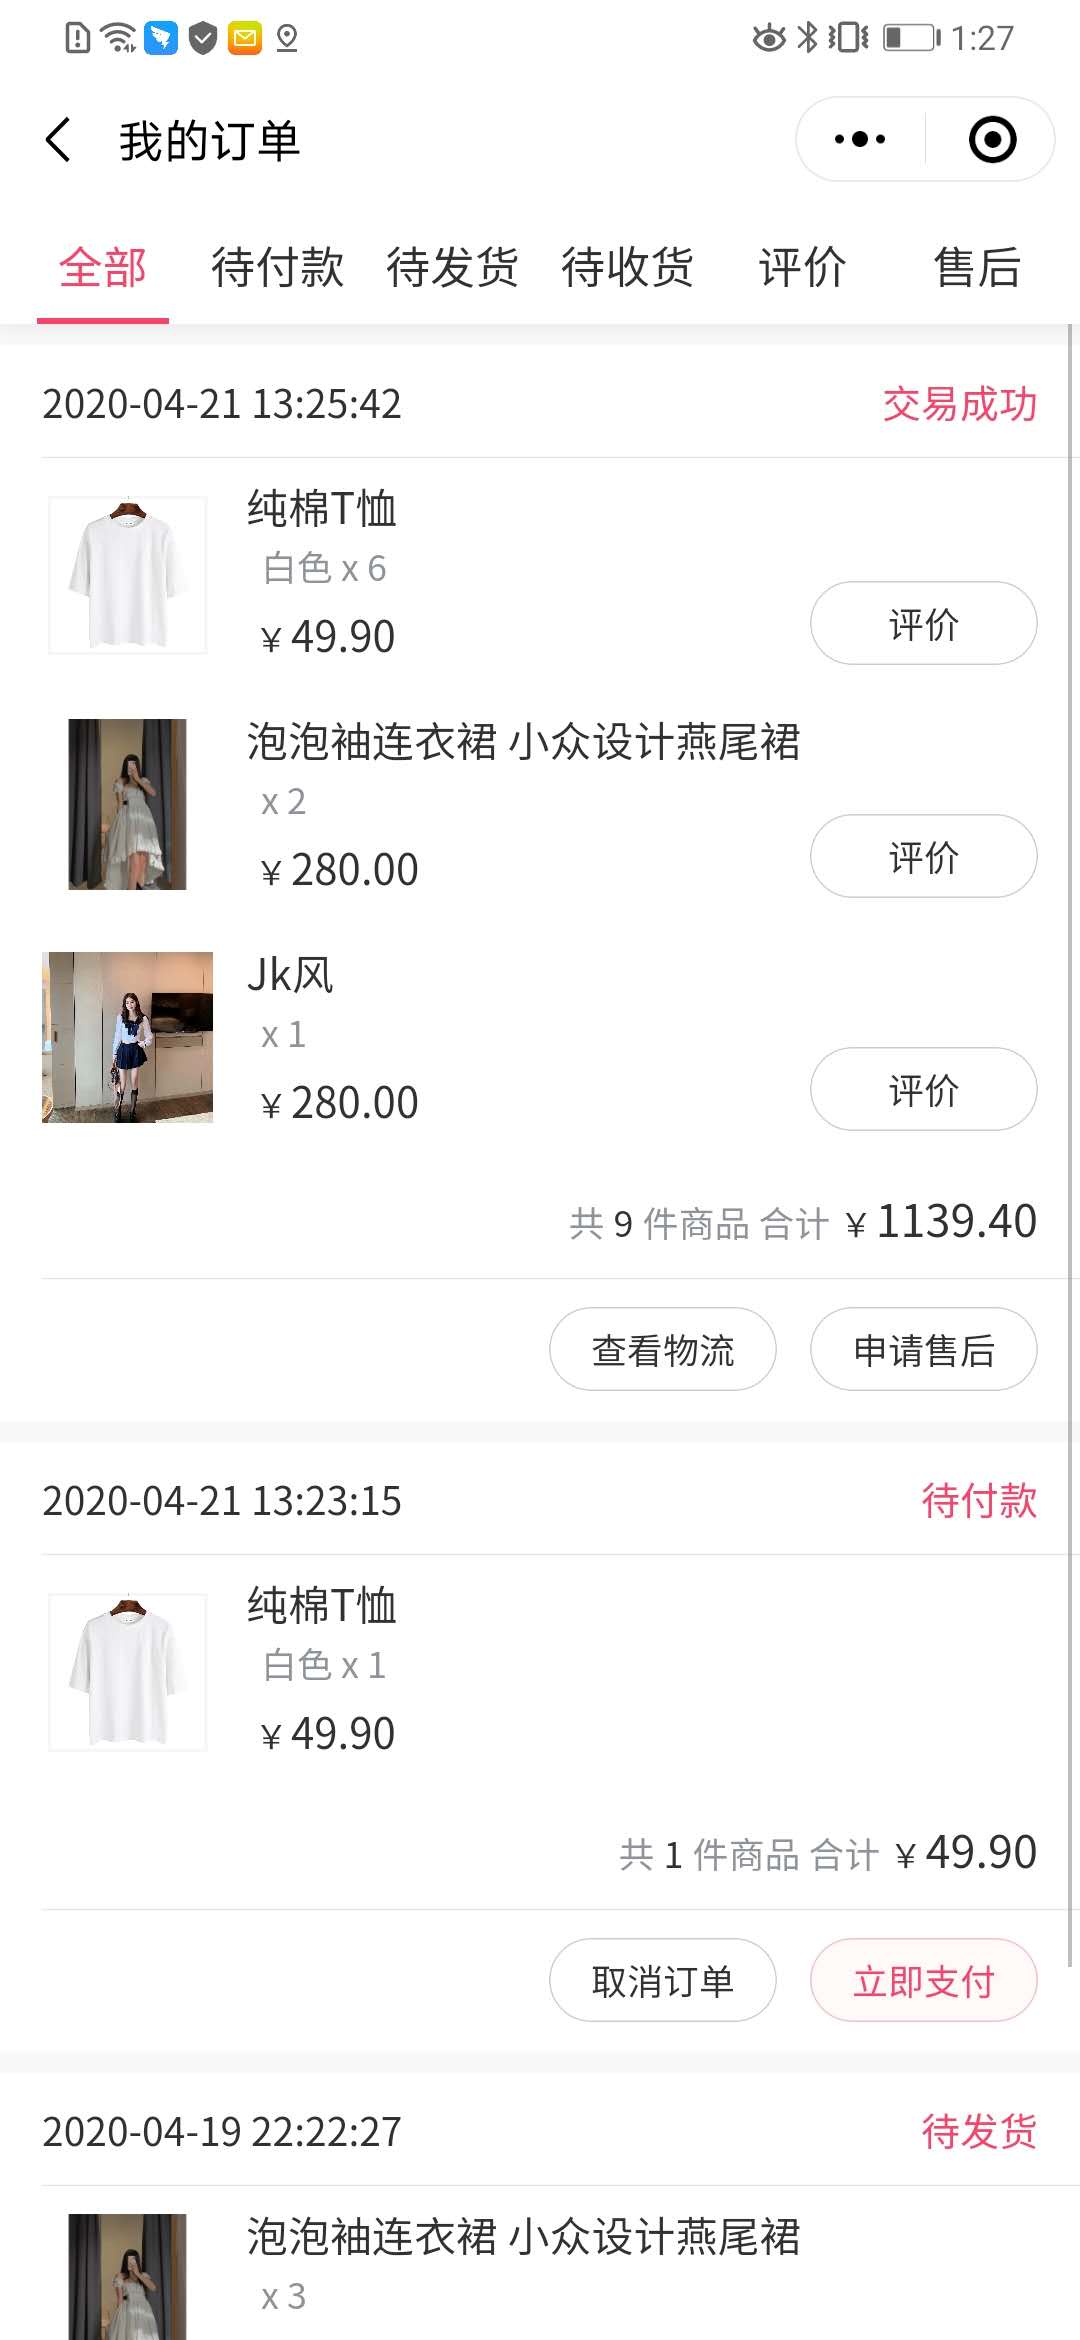 1:27
我的订单
全部 待付款 待发货 待收货 评价 售后
2020-04-21 13:25:42 交易成功
纯棉T恤
白色 x 6
¥ 49.90 评价
泡泡袖连衣裙 小众设计燕尾裙
x 2
¥ 280.00 评价
Jk风
x 1
¥ 280.00 评价
共 9 件商品 合计 ¥ 1139.40
查看物流 申请售后
2020-04-21 13:23:15 待付款
纯棉T恤
白色 x 1
¥ 49.90
共 1 件商品 合计 ¥ 49.90
取消订单 立即支付
2020-04-19 22:22:27 待发货
泡泡袖连衣裙 小众设计燕尾裙
x 3